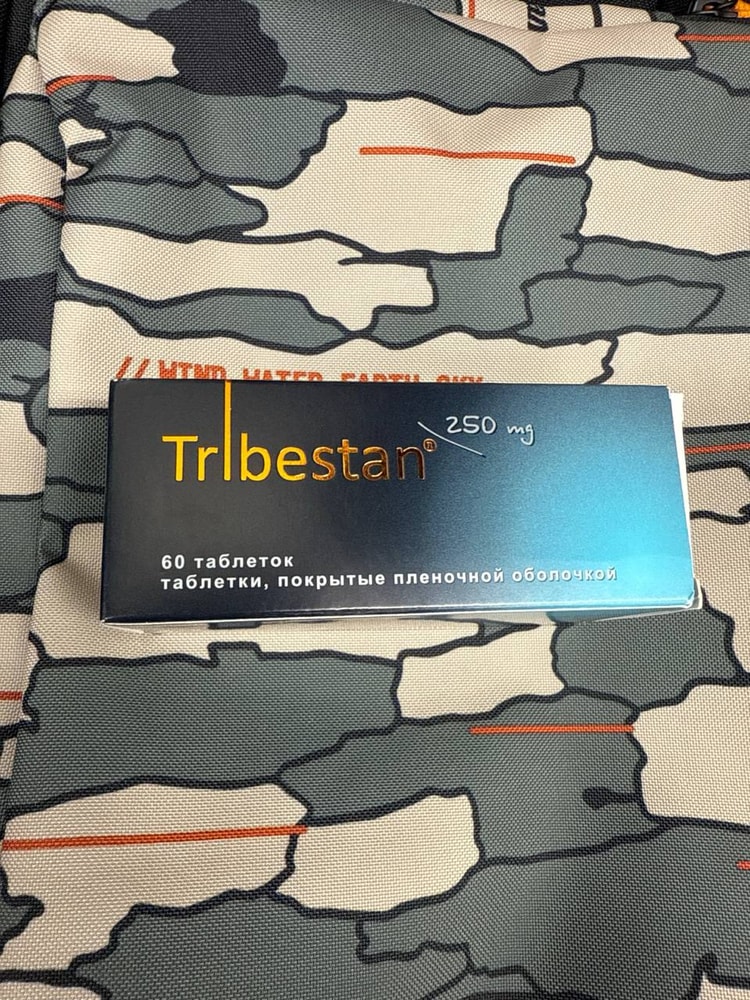 // WIND WATER EARTH SKY
Tribestan®
250 mg
60 таблеток
таблетки, покрытые пленочной оболочкой